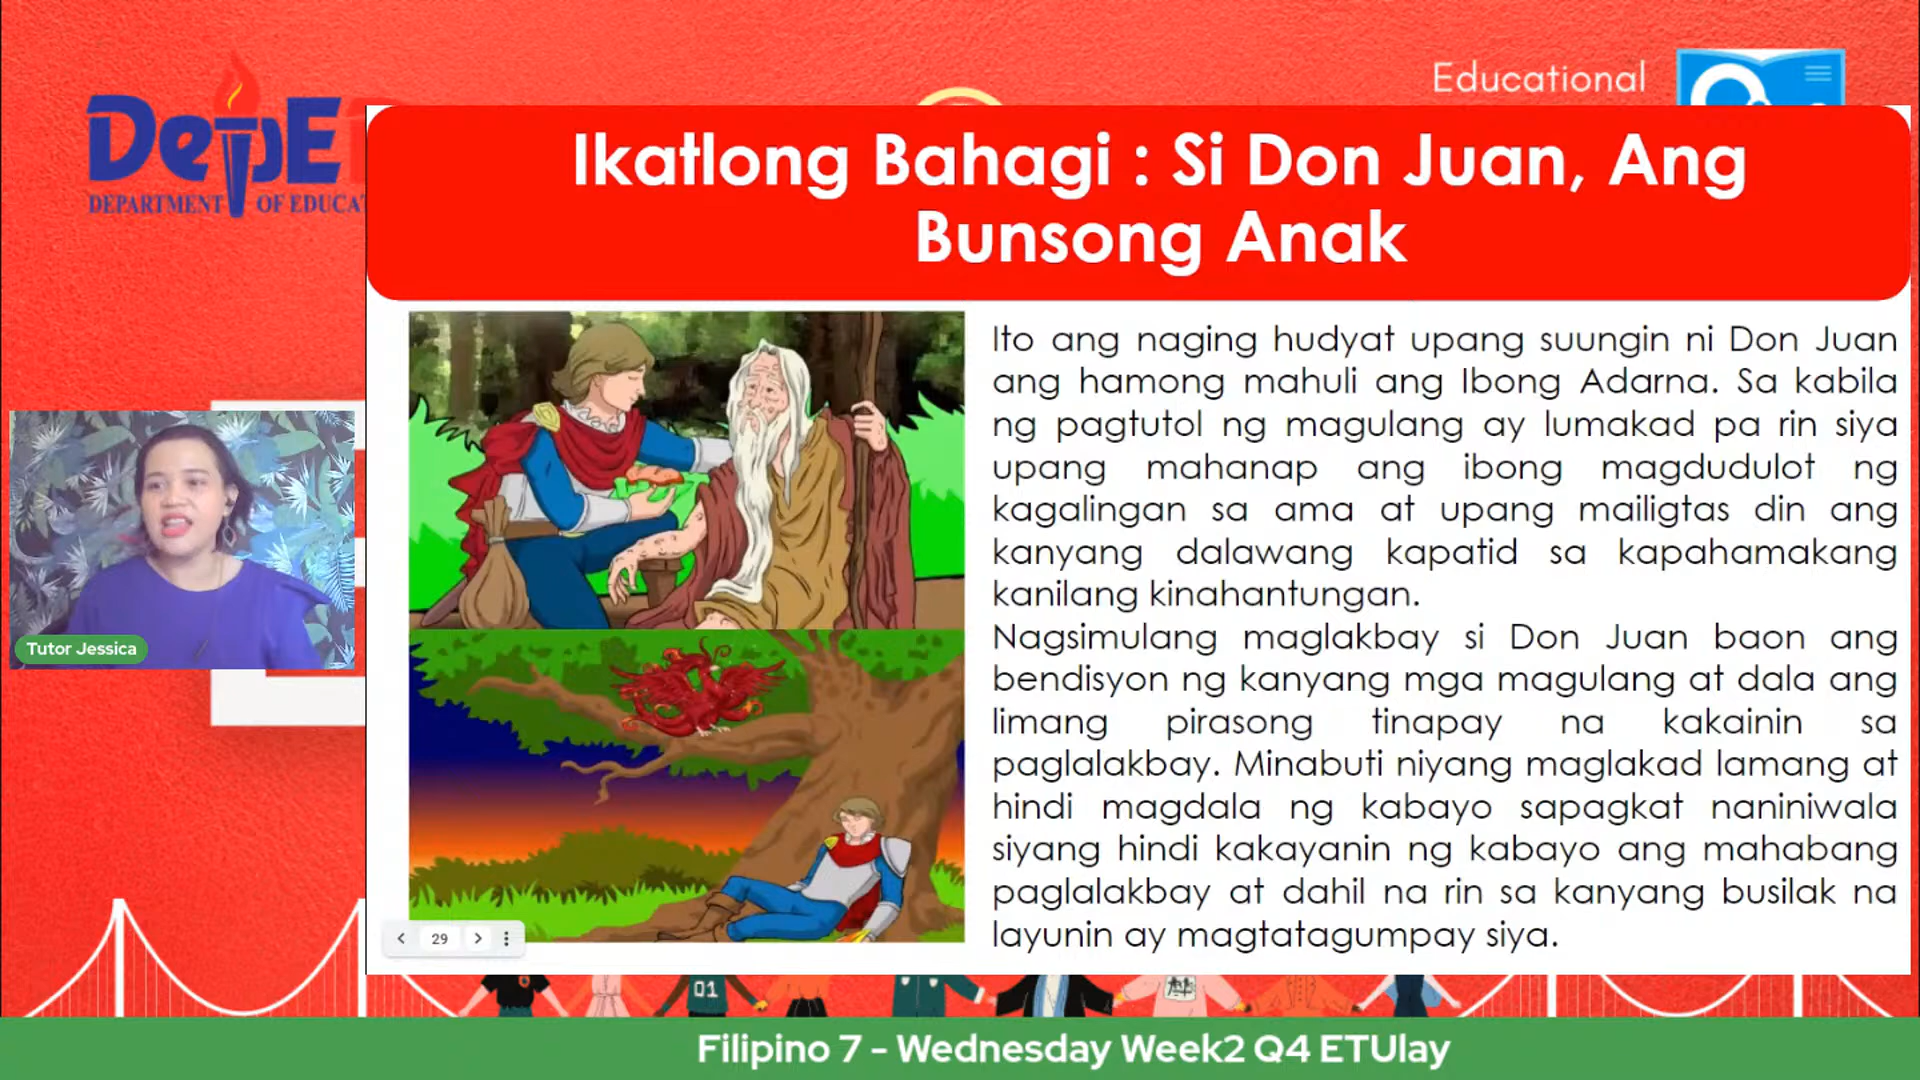 Educational
DepE
DEPARTMENT OF EDUCAT
Ikatlong Bahagi : Si Don Juan, Ang
Bunsong Anak
Ito ang naging hudyat upang suungin ni Don Juan
ang hamong mahuli ang Ibong Adarna. Sa kabila
ng pagtutol ng magulang ay lumakad pa rin siya
upang mahanap ang ibong magdudulot ng
kagalingan sa ama at upang mailigtas din ang
kanyang dalawang kapatid sa kapahamakang
kanilang kinahantungan.
Nagsimulang maglakbay si Don Juan baon ang
bendisyon ng kanyang mga magulang at dala ang
limang pirasong tinapay na kakainin sa
paglalakbay. Minabuti niyang maglakad lamang at
hindi magdala ng kabayo sapagkat naniniwala
siyang hindi kakayanin ng kabayo ang mahabang
paglalakbay at dahil na rin sa kanyang busilak na
layunin ay magtatagumpay siya.
Tutor Jessica
29
01
Filipino 7 - Wednesday Week2 Q4 ETUlay